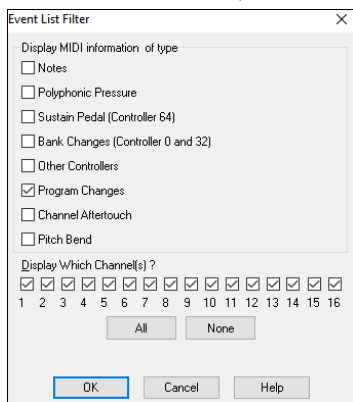 Event List Filter
Display MIDI information of type
Notes
Polyphonic Pressure
Sustain Pedal (Controller 64)
Bank Changes (Controller 0 and 32)
Other Controllers
Program Changes
Channel Aftertouch
Pitch Bend
Display Which Channel(s) ?
1 2 3 4 5 6 7 8 9 10 11 12 13 14 15 16
All None
OK Cancel Help